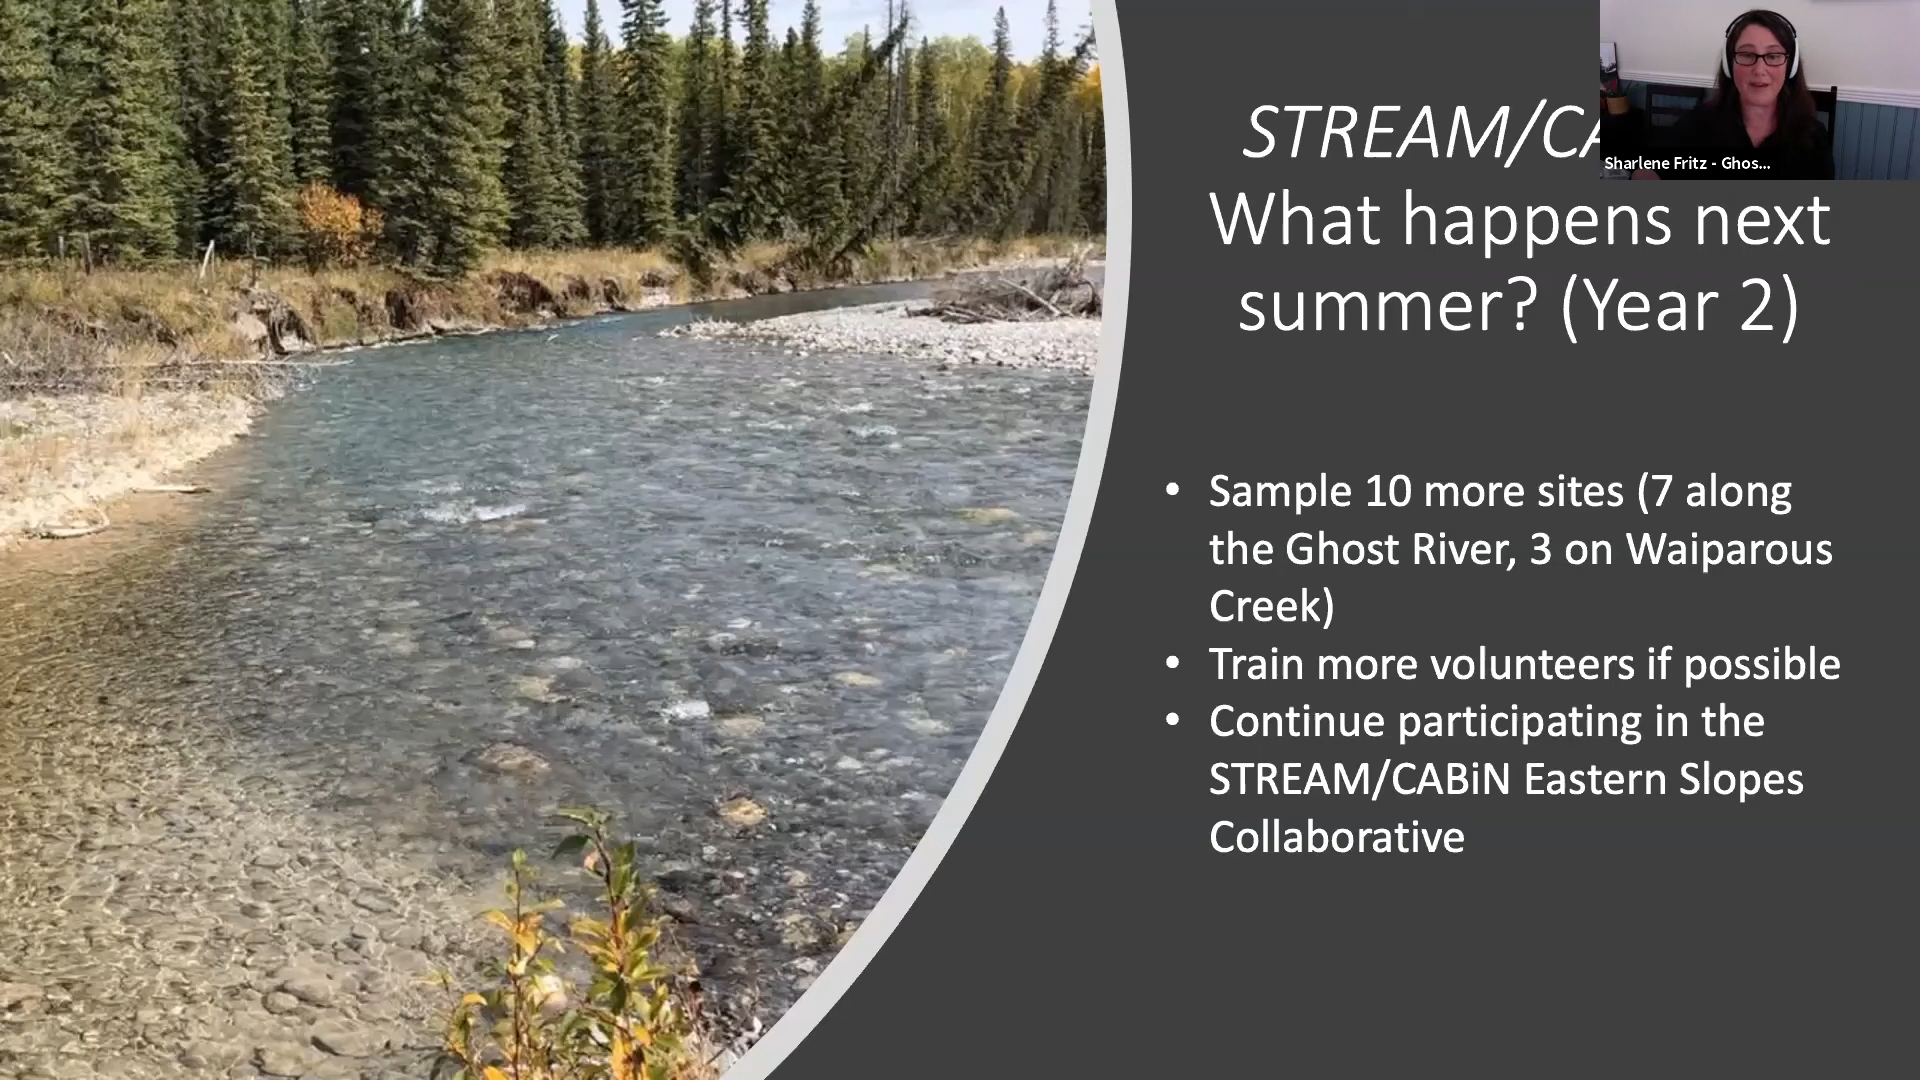 STREAM/CA
What happens next
summer? (Year 2)
Sharlene Fritz - Ghos...
• Sample 10 more sites (7 along
the Ghost River, 3 on Waiparous
Creek)
• Train more volunteers if possible
• Continue participating in the
STREAM/CABiN Eastern Slopes
Collaborative